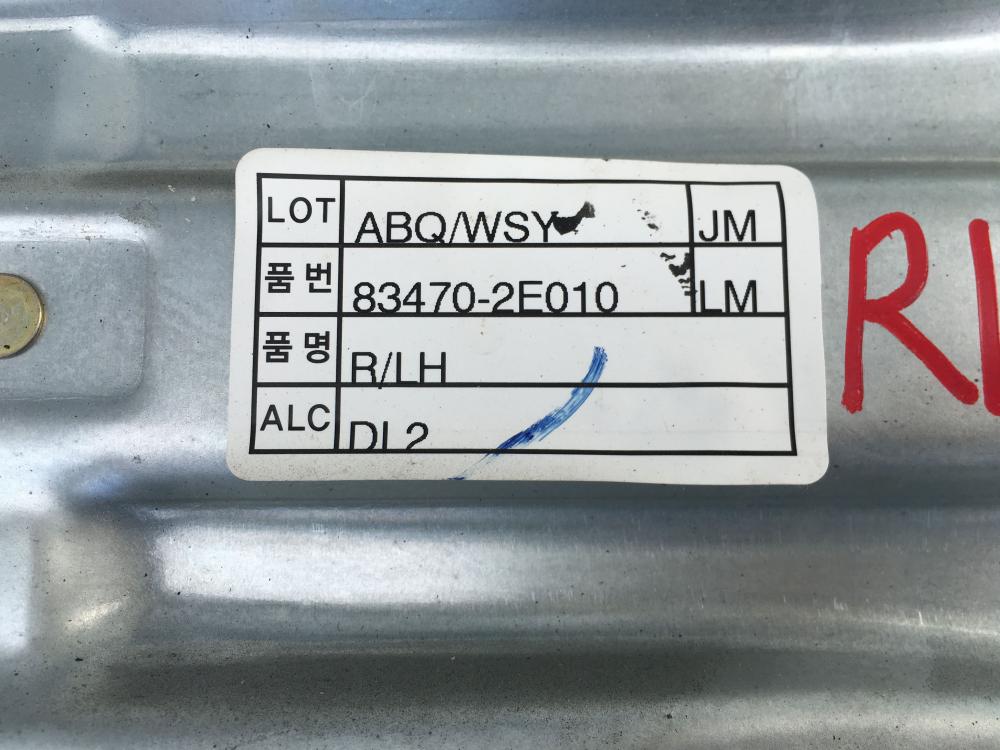 LOT ABQ/WSY JM
품번 83470-2E010 LM
품명 R/LH
ALC DL2